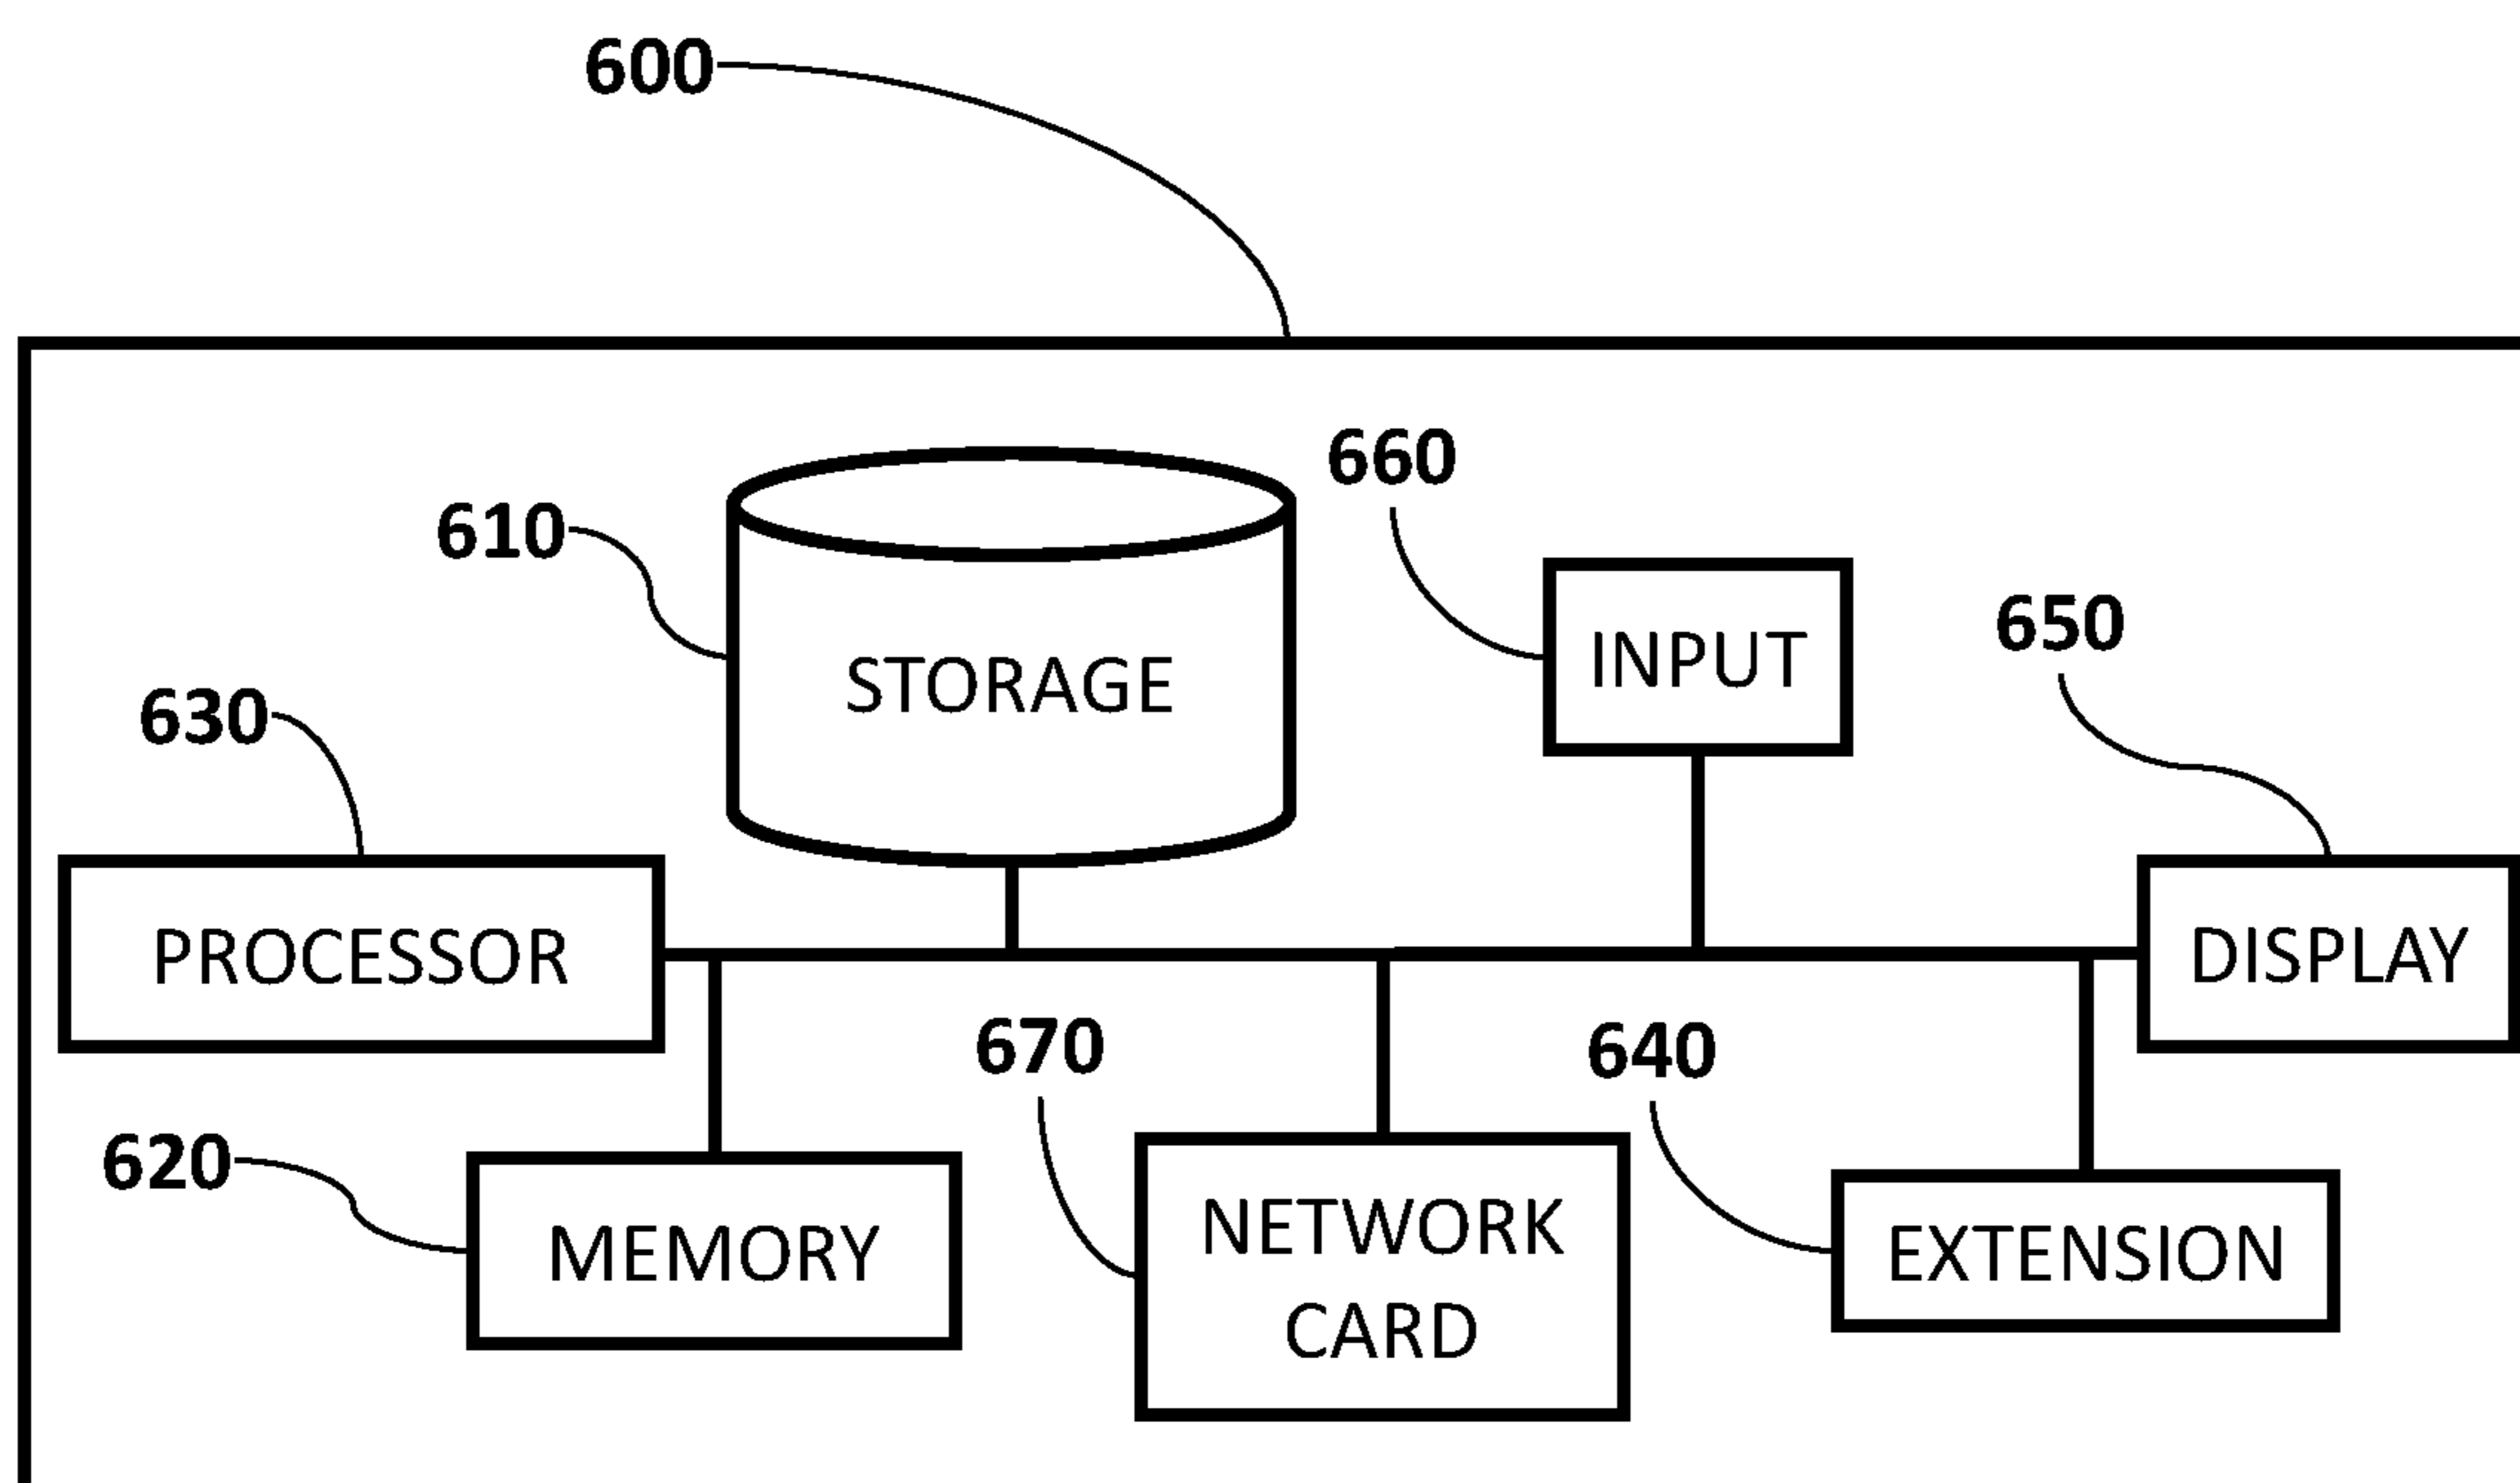 600
660
610
INPUT
650
STORAGE
630
PROCESSOR
DISPLAY
670
640
620
NETWORK
CARD
MEMORY
EXTENSION